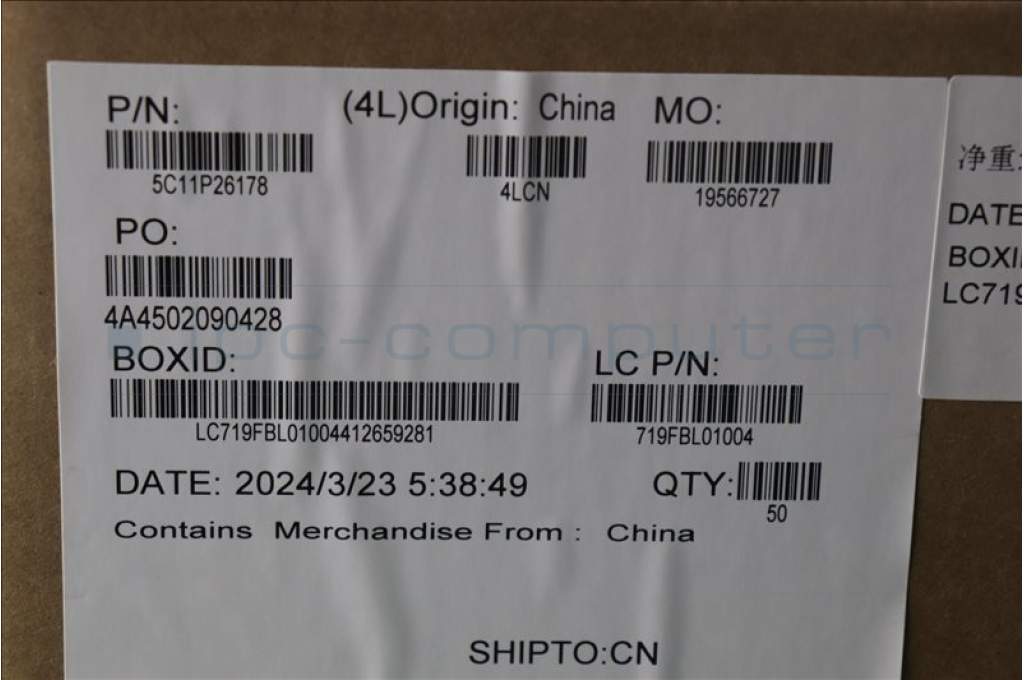 P/N: (4L)Origin: China MO:
5C11P26178 4LCN 19566727
PO:
4A4502090428
BOXID: LC P/N:
LC719FBL01004412659281 719FBL01004
DATE: 2024/3/23 5:38:49 QTY:
50
Contains Merchandise From : China
SHIPTO:CN
净重:
DATE
BOXI
LC719
-computer